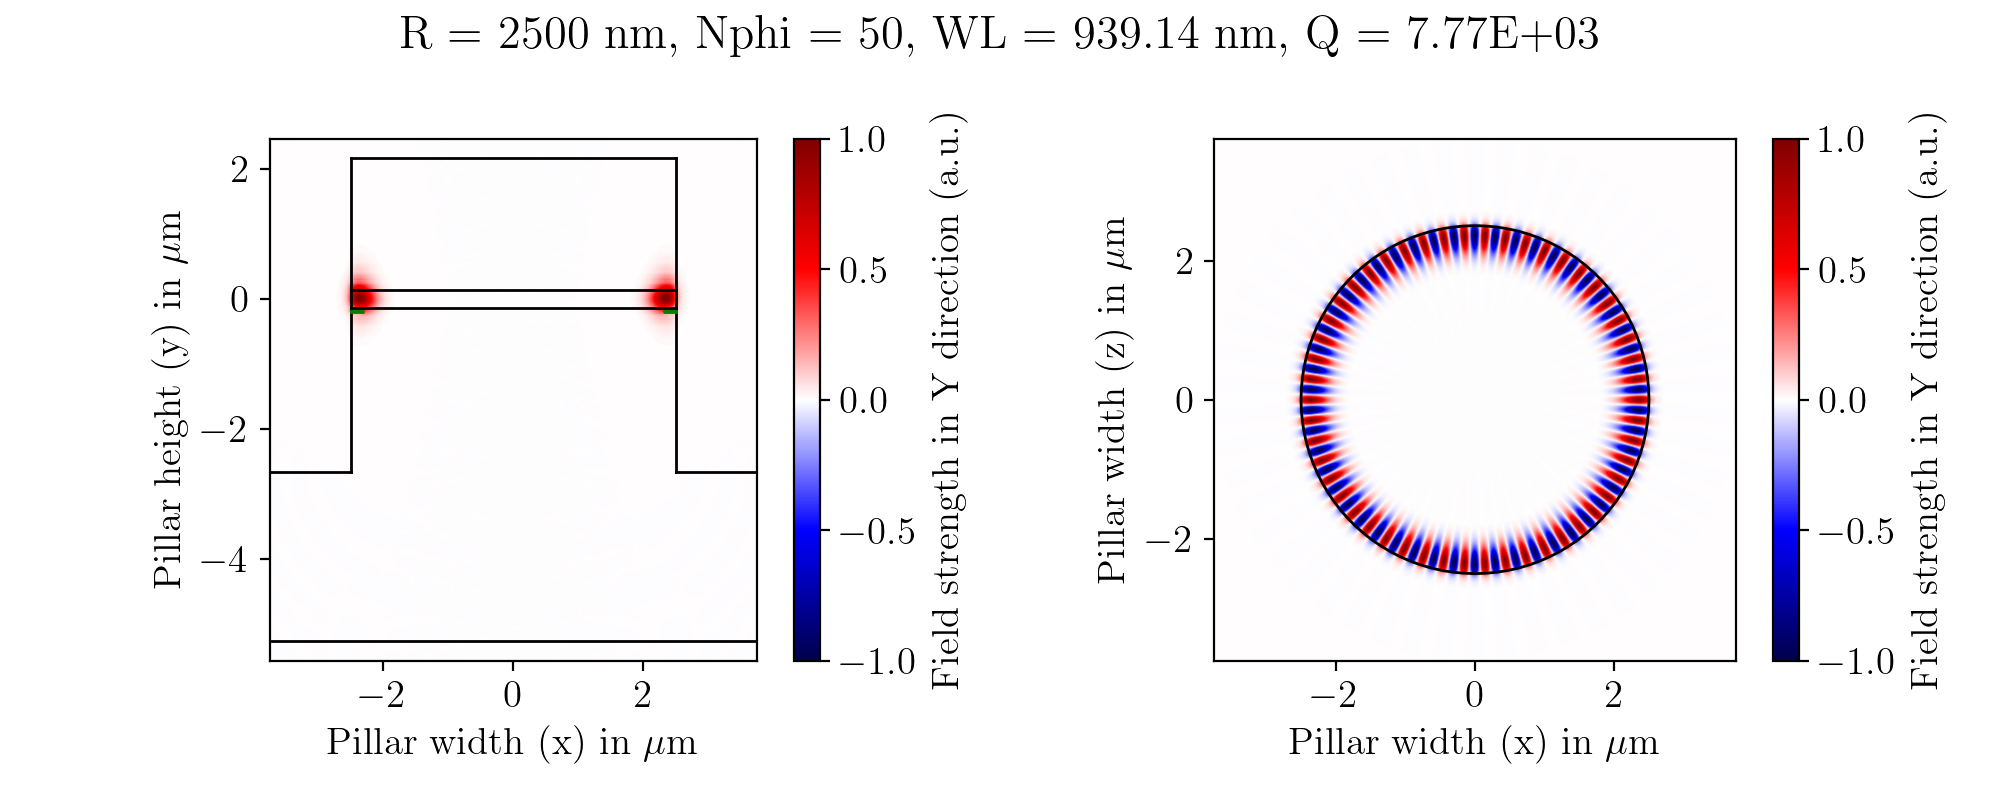 R = 2500 nm, Nphi = 50, WL = 939.14 nm, Q = 7.77E+03
Pillar height (y) in μm
2
0
−2
−4
−2 0 2
Pillar width (x) in μm
1.0
0.5
0.0
−0.5
−1.0
Field strength in Y direction (a.u.)
Pillar width (z) in μm
2
0
−2
−2 0 2
Pillar width (x) in μm
1.0
0.5
0.0
−0.5
−1.0
Field strength in Y direction (a.u.)